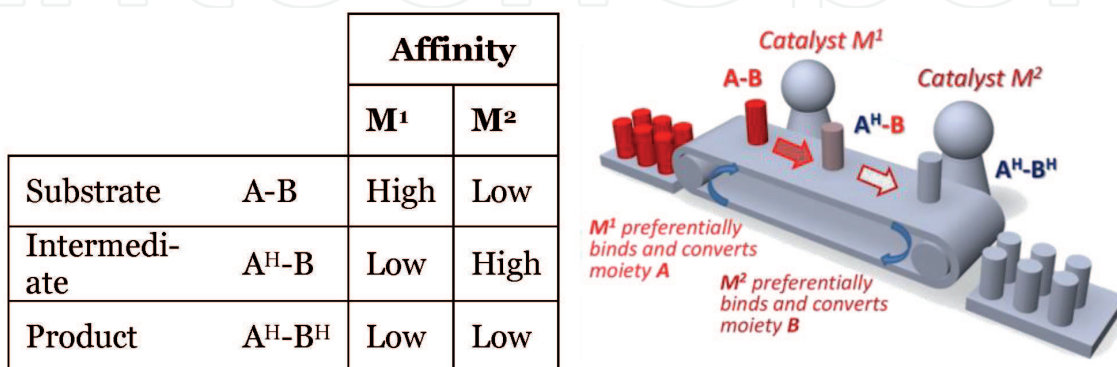 Affinity
M¹ M²
Substrate A-B High Low
Intermedi-
ate Aᴴ-B Low High
Product Aᴴ-Bᴴ Low Low
Catalyst M¹
A-B
Catalyst M²
Aᴴ-B
Aᴴ-Bᴴ
M¹ preferentially
binds and converts
moiety A
M² preferentially
binds and converts
moiety B